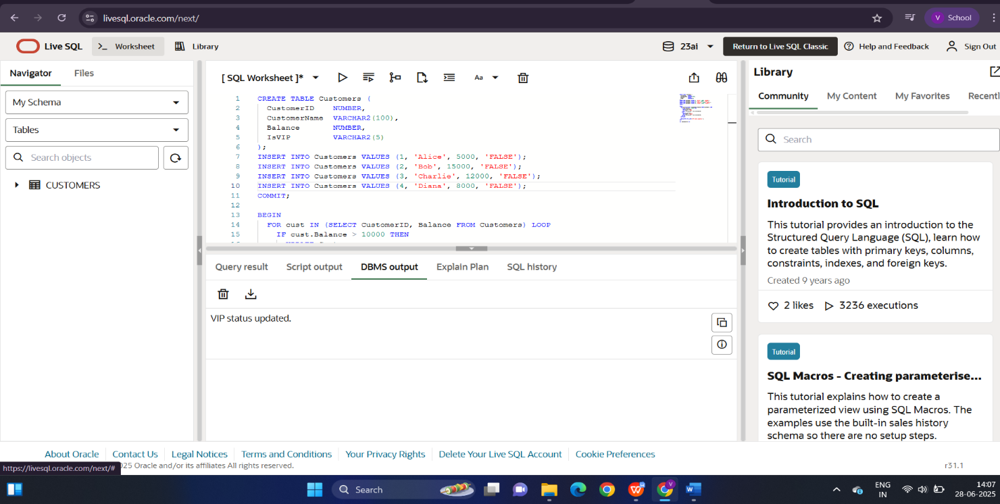 livesql.oracle.com/next/
V School
Live SQL
>_ Worksheet
Library
23ai
Return to Live SQL Classic
Help and Feedback
Sign Out
Navigator
Files
My Schema
Tables
Search objects
CUSTOMERS
[ SQL Worksheet ]*
Aa
1 CREATE TABLE Customers (
2 CustomerID NUMBER,
3 CustomerName VARCHAR2(100),
4 Balance NUMBER,
5 IsVIP VARCHAR2(5)
6 );
7 INSERT INTO Customers VALUES (1, 'Alice', 5000, 'FALSE');
8 INSERT INTO Customers VALUES (2, 'Bob', 15000, 'FALSE');
9 INSERT INTO Customers VALUES (3, 'Charlie', 12000, 'FALSE');
10 INSERT INTO Customers VALUES (4, 'Diana', 8000, 'FALSE');
11 COMMIT;
12
13 BEGIN
14 FOR cust IN (SELECT CustomerID, Balance FROM Customers) LOOP
15 IF cust.Balance > 10000 THEN
Query result
Script output
DBMS output
Explain Plan
SQL history
VIP status updated.
Library
Community
My Content
My Favorites
Recent
Search
Tutorial
Introduction to SQL
This tutorial provides an introduction to the
Structured Query Language (SQL), learn how
to create tables with primary keys, columns,
constraints, indexes, and foreign keys.
Created 9 years ago
2 likes
3236 executions
Tutorial
SQL Macros - Creating parameterise...
This tutorial explains how to create a
parameterized view using SQL Macros. The
examples use the built-in sales history
schema so there are no setup steps.
About Oracle
Contact Us
Legal Notices
Terms and Conditions
Your Privacy Rights
Delete Your Live SQL Account
Cookie Preferences
https://livesql.oracle.com/next/#
025 Oracle and/or its affiliates All rights reserved.
r31.1
Search
ENG
IN
14:07
28-06-2025